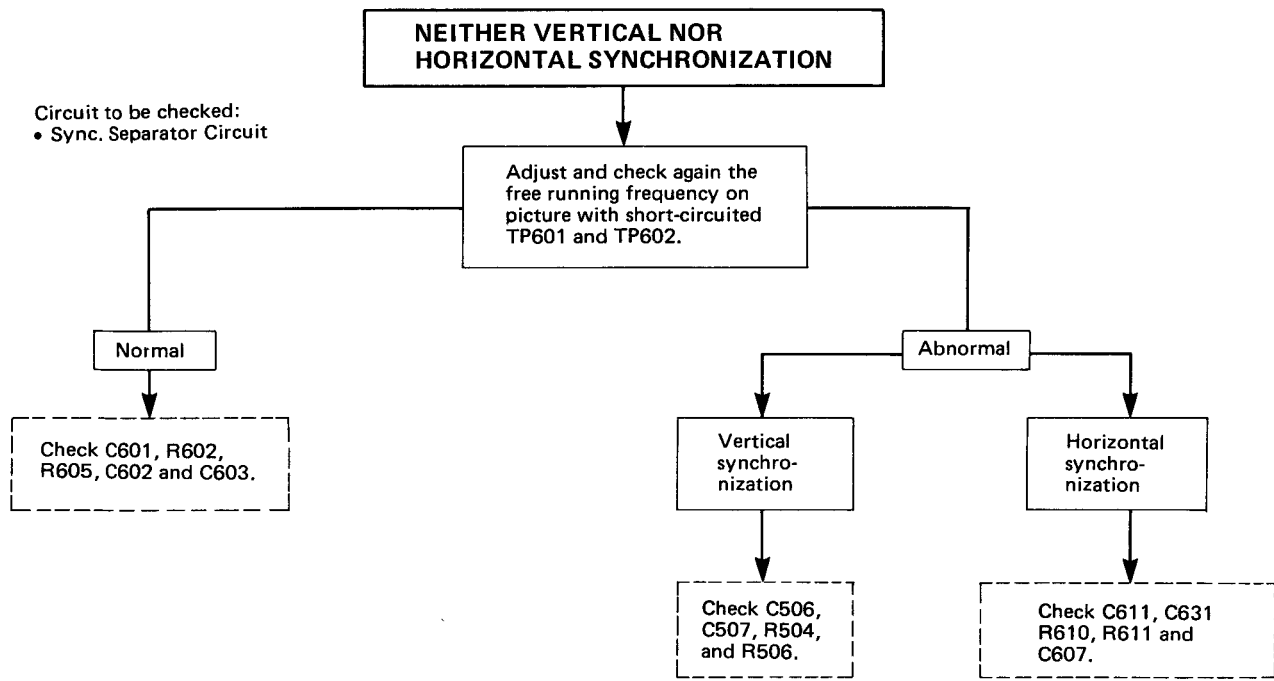 NEITHER VERTICAL NOR
HORIZONTAL SYNCHRONIZATION
Circuit to be checked:
• Sync. Separator Circuit
Adjust and check again the
free running frequency on
picture with short-circuited
TP601 and TP602.
Normal
Abnormal
Check C601, R602,
R605, C602 and C603.
Vertical
synchro-
nization
Horizontal
synchro-
nization
Check C506,
C507, R504,
and R506.
Check C611, C631
R610, R611 and
C607.